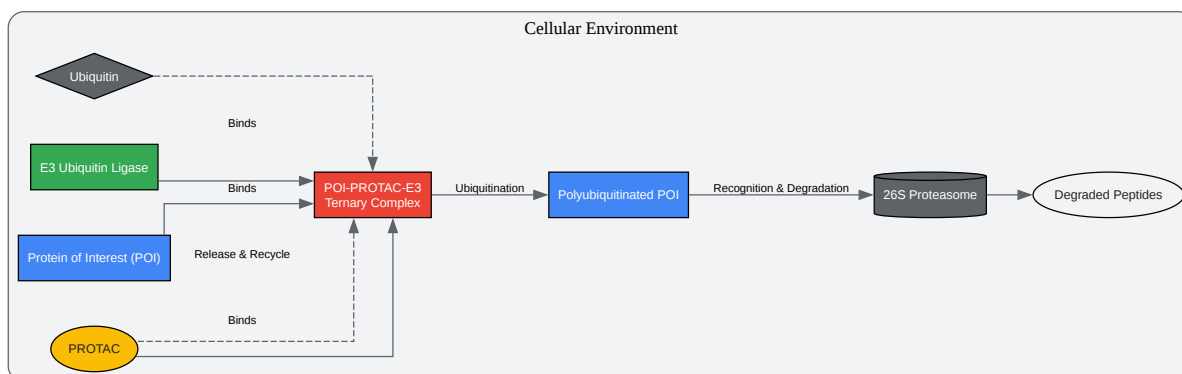 Cellular Environment
Ubiquitin
Binds
E3 Ubiquitin Ligase
Binds
POI-PROTAC-E3
Ternary Complex
Ubiquitination
Polyubiquitinated POI
Recognition & Degradation
26S Proteasome
Degraded Peptides
Protein of Interest (POI)
Release & Recycle
Binds
PROTAC